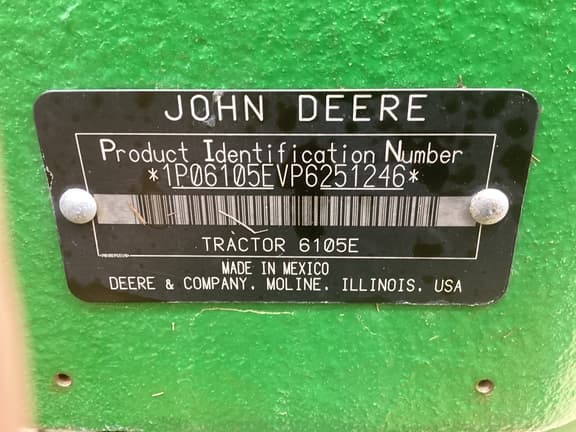 JOHN DEERE
Product Identification Number
*1P06105EVP6251246*
TRACTOR 6105E
MADE IN MEXICO
DEERE & COMPANY, MOLINE, ILLINOIS, USA